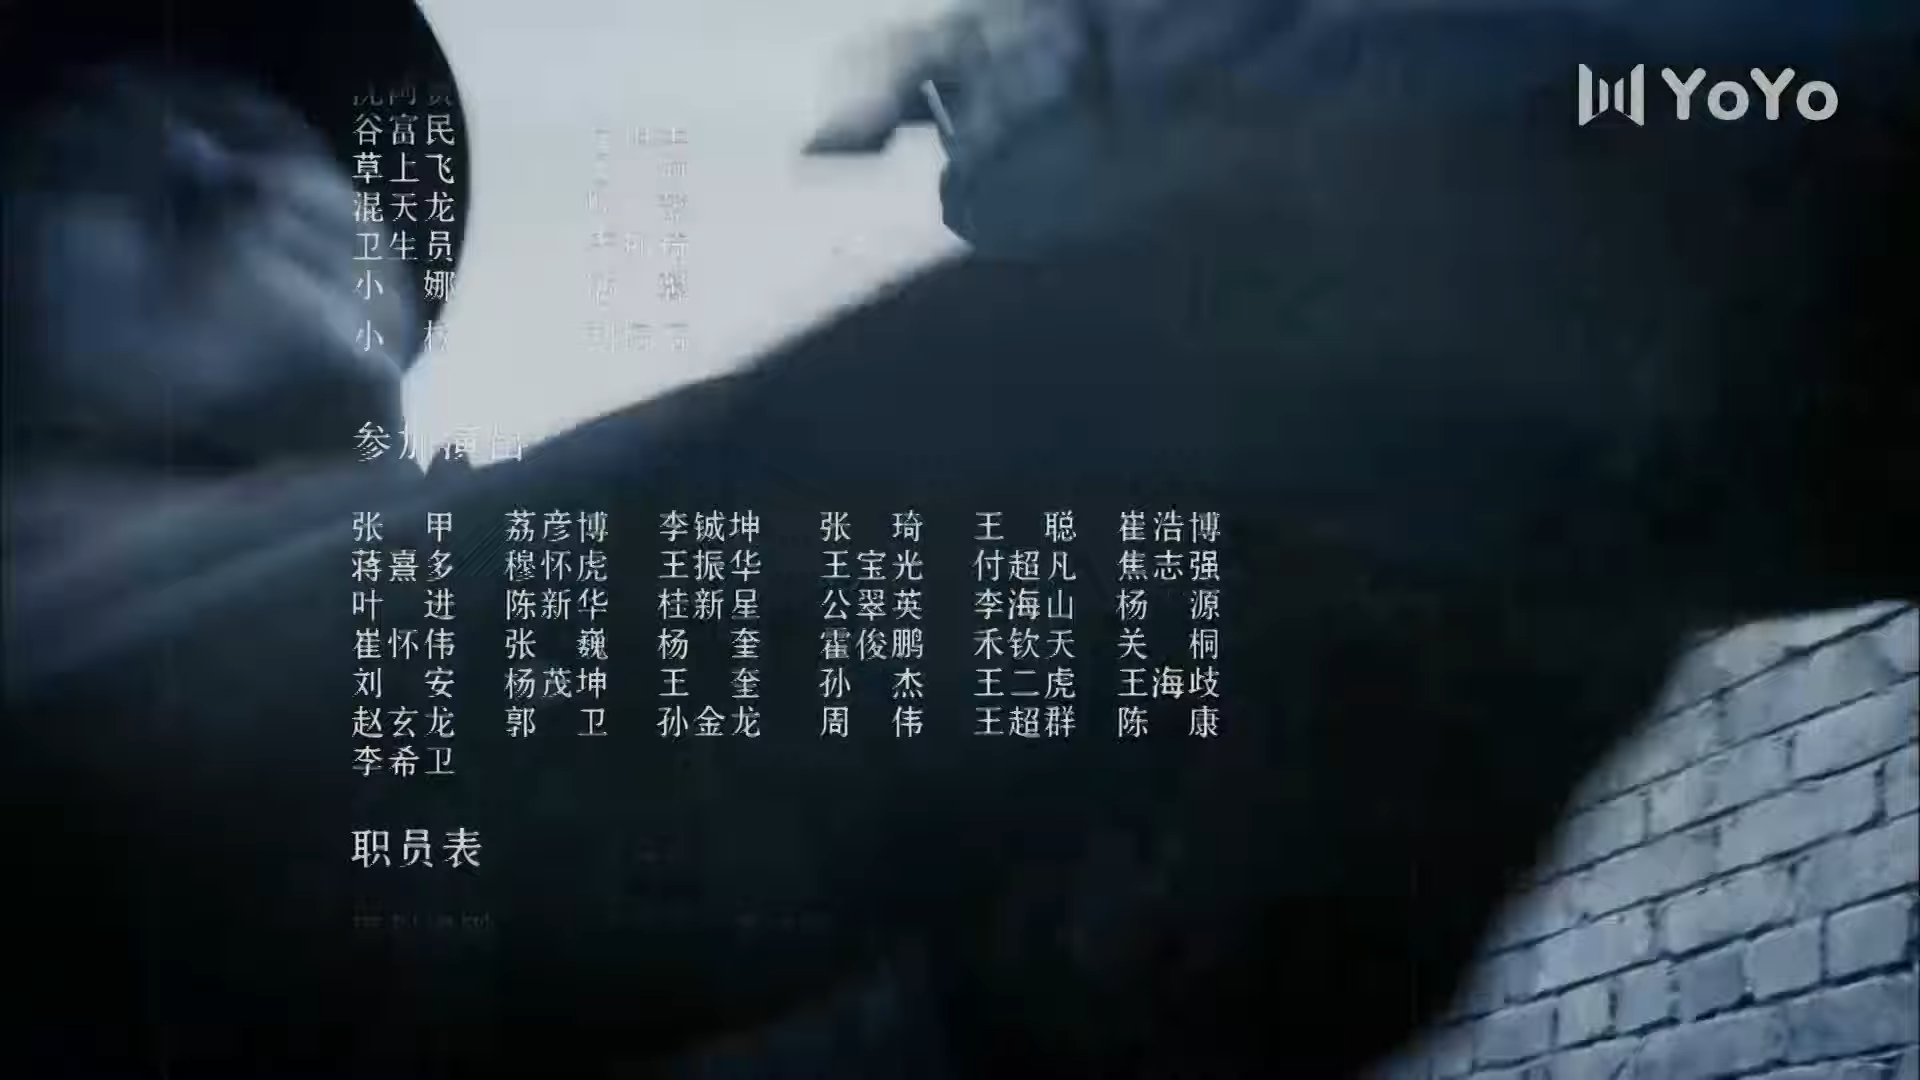 YoYo
谷富民
草上飞
混天龙
卫生员
小 娜
小
参加演出
张 甲 荔彦博 李铖坤 张 琦 王 聪 崔浩博
蒋熹多 穆怀虎 王振华 王宝光 付超凡 焦志强
叶 进 陈新华 桂新星 公翠英 李海山 杨 源
崔怀伟 张 巍 杨 奎 霍俊鹏 禾钦天 关 桐
刘 安 杨茂坤 王 奎 孙 杰 王二虎 王海歧
赵玄龙 郭 卫 孙金龙 周 伟 王超群 陈 康
李希卫
职员表